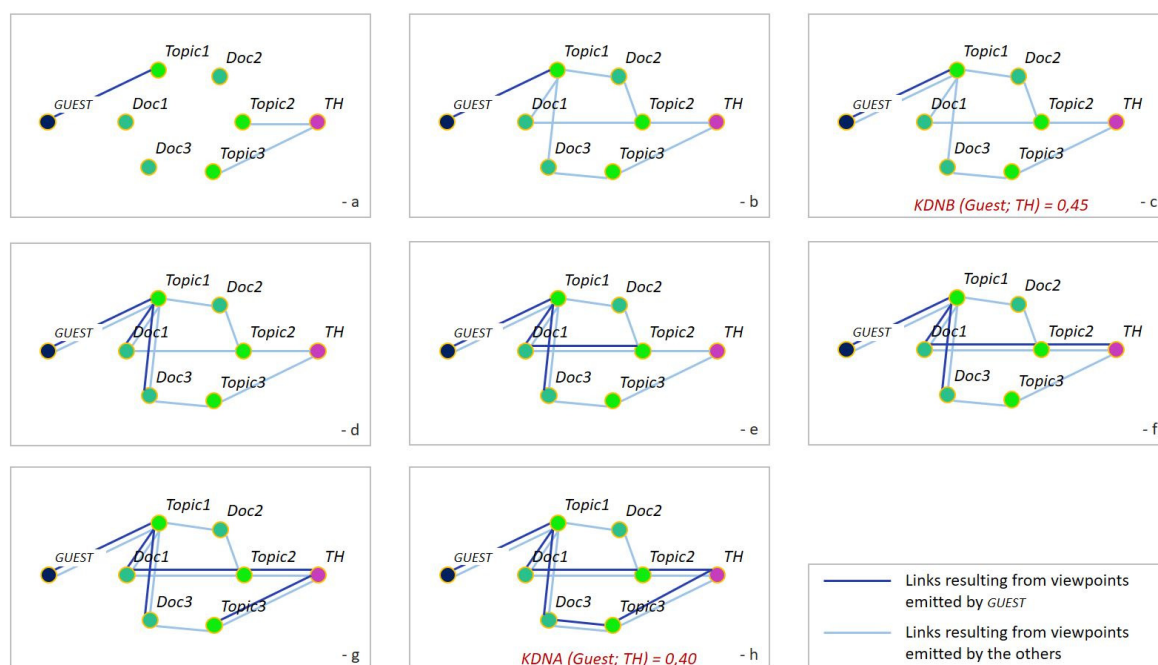 Topic1
Doc2
GUEST
Doc1
Topic2
TH
Doc3
Topic3
- a
Topic1
Doc2
GUEST
Doc1
Topic2
TH
Doc3
Topic3
- b
Topic1
Doc2
GUEST
Doc1
Topic2
TH
Doc3
Topic3
KDNB (Guest; TH) = 0,45
- c
Topic1
Doc2
GUEST
Doc1
Topic2
TH
Doc3
Topic3
- d
Topic1
Doc2
GUEST
Doc1
Topic2
TH
Doc3
Topic3
- e
Topic1
Doc2
GUEST
Doc1
Topic2
TH
Doc3
Topic3
- f
Topic1
Doc2
GUEST
Doc1
Topic2
TH
Doc3
Topic3
- g
Topic1
Doc2
GUEST
Doc1
Topic2
TH
Doc3
Topic3
KDNA (Guest; TH) = 0,40
- h
Links resulting from viewpoints
emitted by GUEST
Links resulting from viewpoints
emitted by the others